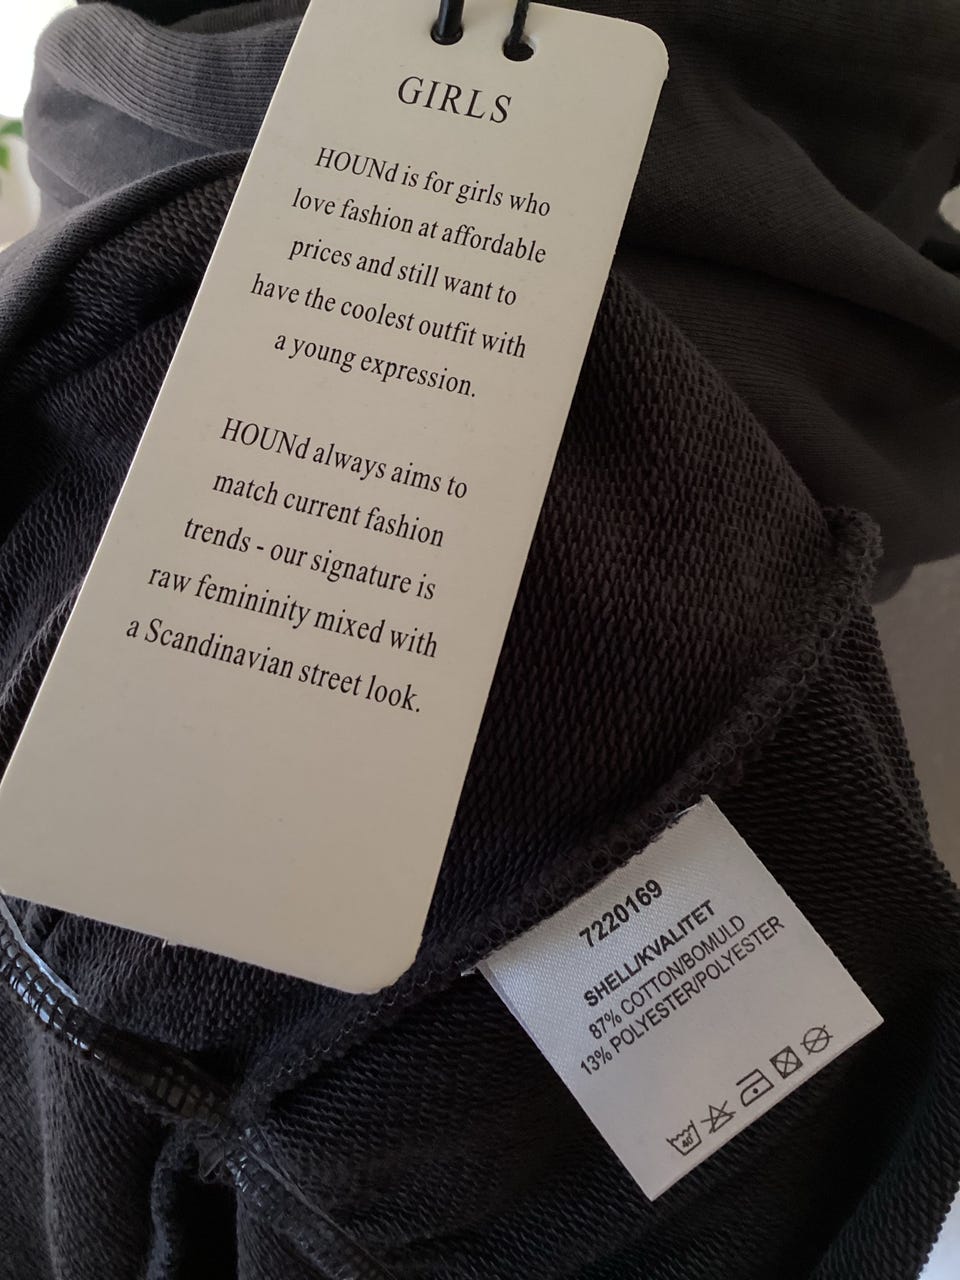 GIRLS
HOUNd is for girls who
love fashion at affordable
prices and still want to
have the coolest outfit with
a young expression.
HOUNd always aims to
match current fashion
trends - our signature is
raw femininity mixed with
a Scandinavian street look.
7220169
SHELL/KVALITET
87% COTTON/BOMULD
13% POLYESTER/POLYESTER
40